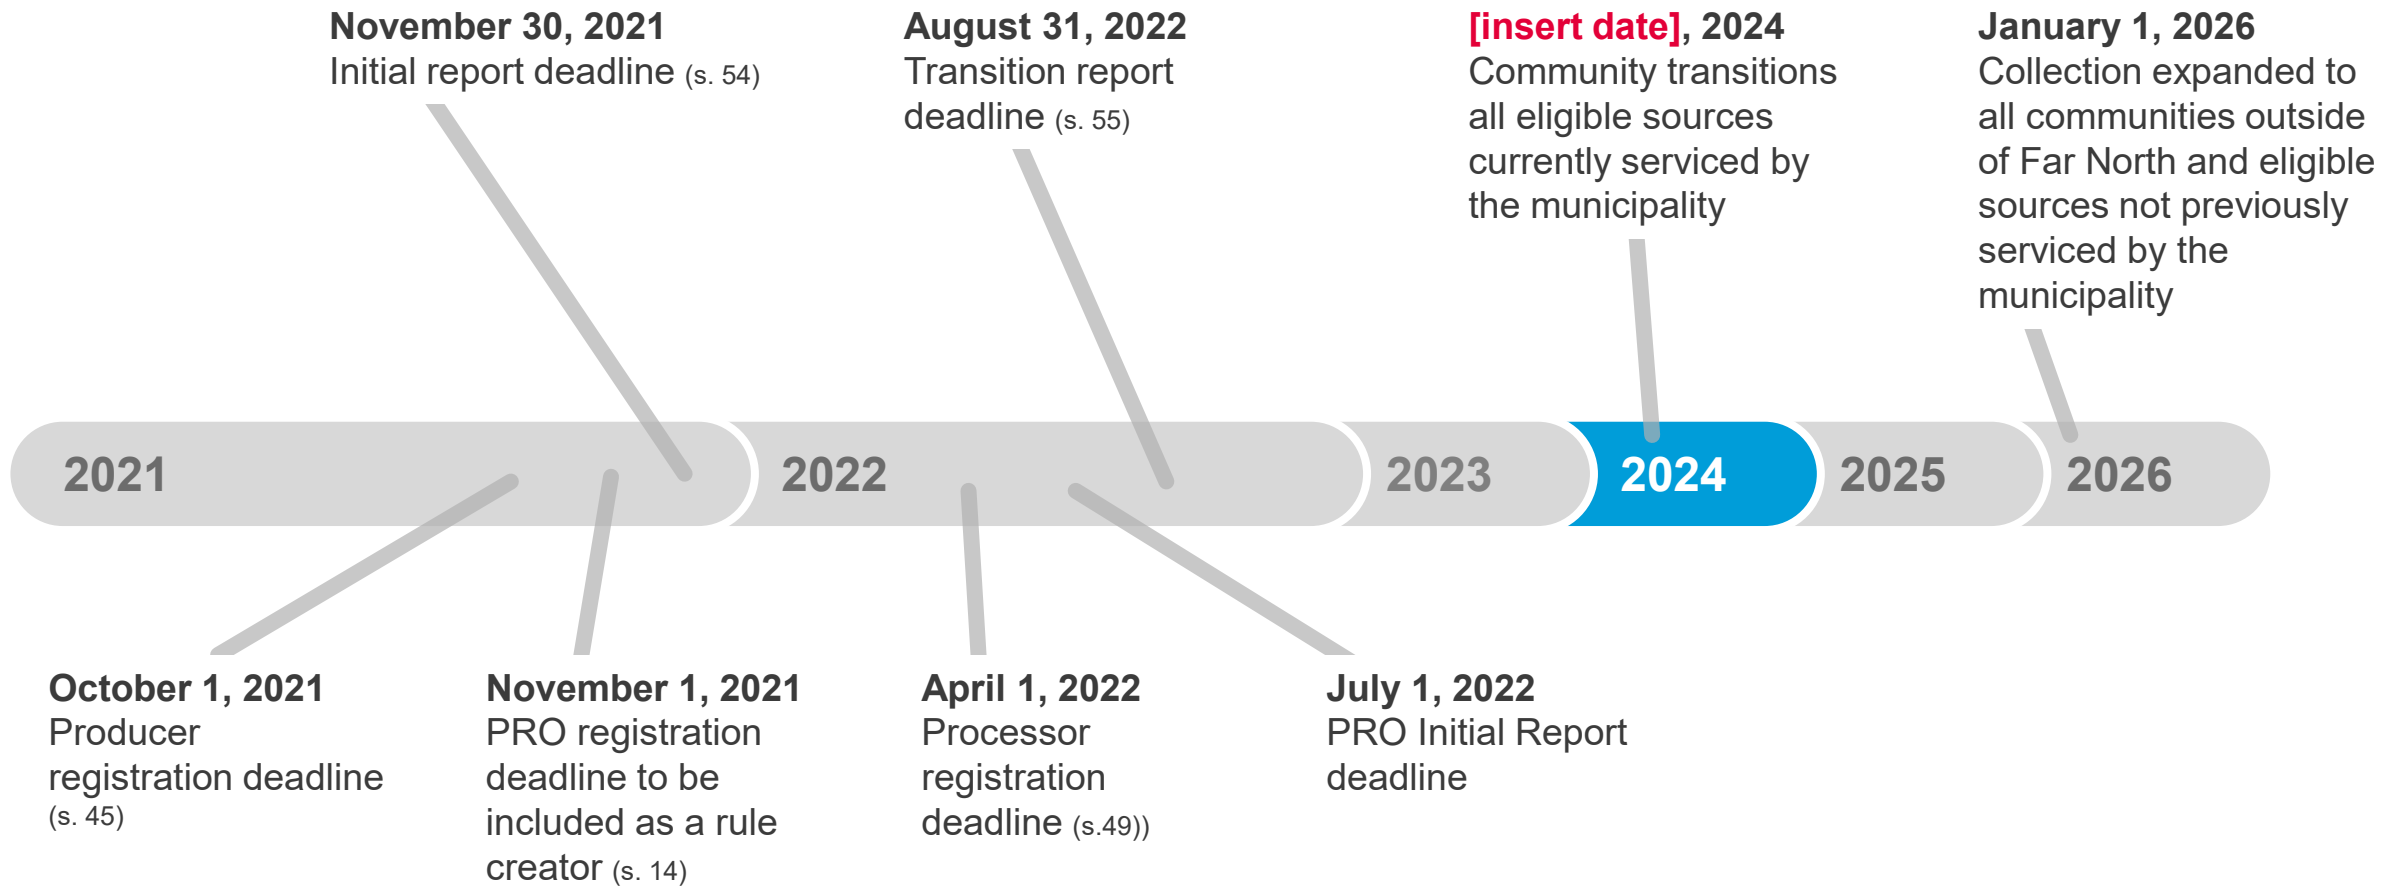 November 30, 2021
Initial report deadline (s. 54)
August 31, 2022
Transition report
deadline (s. 55)
[insert date], 2024
Community transitions
all eligible sources
currently serviced by
the municipality
January 1, 2026
Collection expanded to
all communities outside
of Far North and eligible
sources not previously
serviced by the
municipality
2021
2022
2023
2024
2025
2026
October 1, 2021
Producer
registration deadline
(s. 45)
November 1, 2021
PRO registration
deadline to be
included as a rule
creator (s. 14)
April 1, 2022
Processor
registration
deadline (s.49))
July 1, 2022
PRO Initial Report
deadline